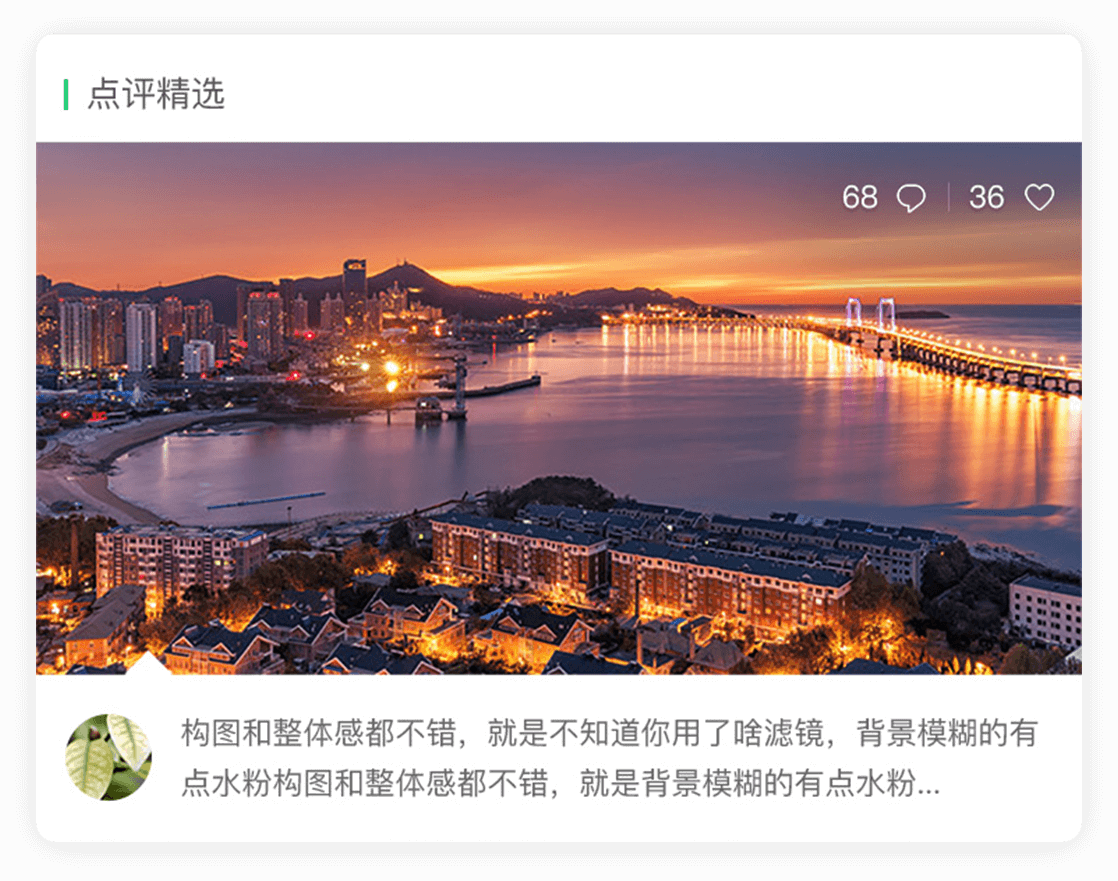 点评精选
68 36
构图和整体感都不错，就是不知道你用了啥滤镜，背景模糊的有
点水粉构图和整体感都不错，就是背景模糊的有点水粉...